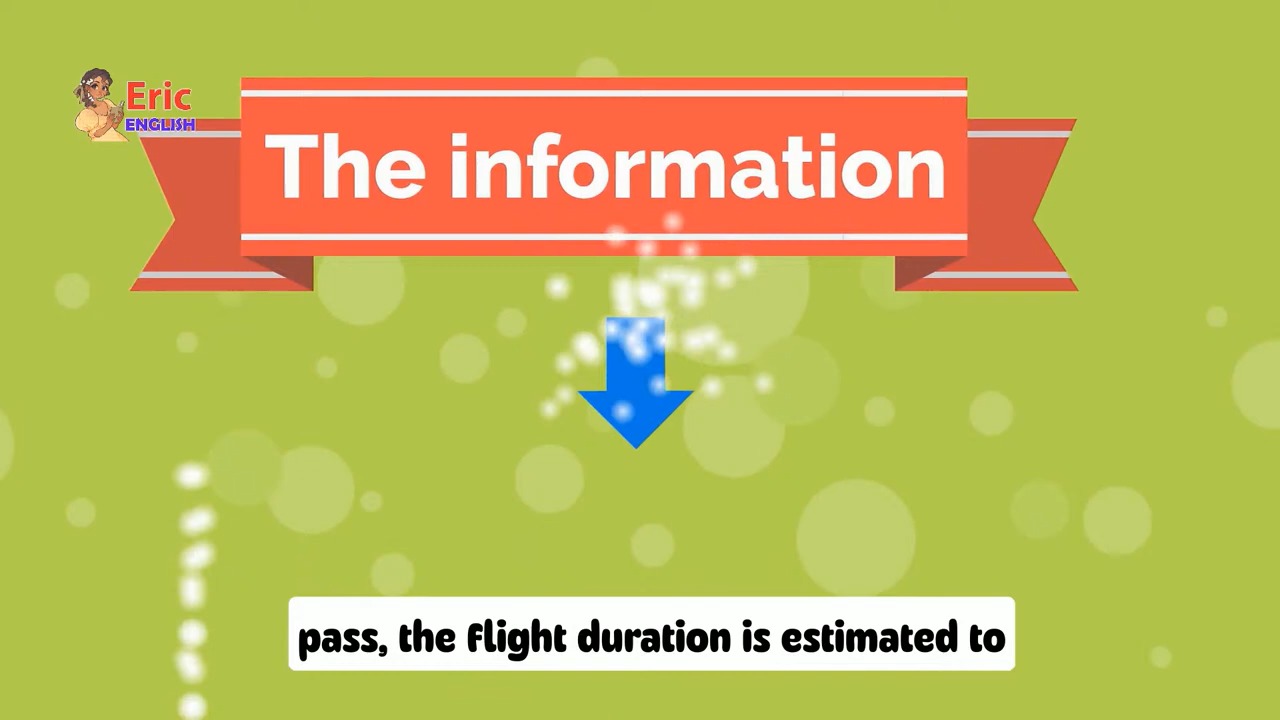 Eric
ENGLISH
The information
pass, the flight duration is estimated to